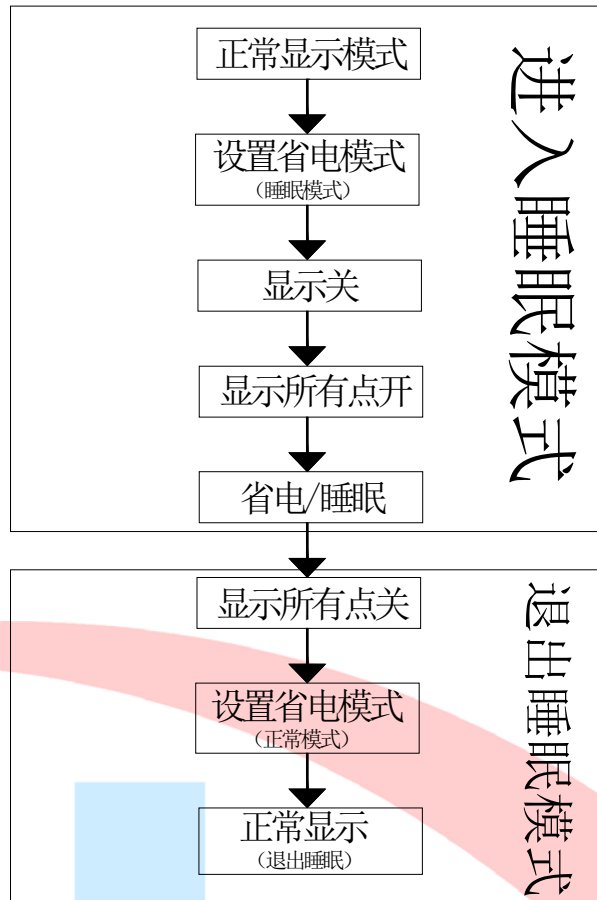 正常显示模式
设置省电模式
（睡眠模式）
显示关
显示所有点开
省电/睡眠
进入睡眠模式
显示所有点关
设置省电模式
（正常模式）
正常显示
（退出睡眠）
退出睡眠模式